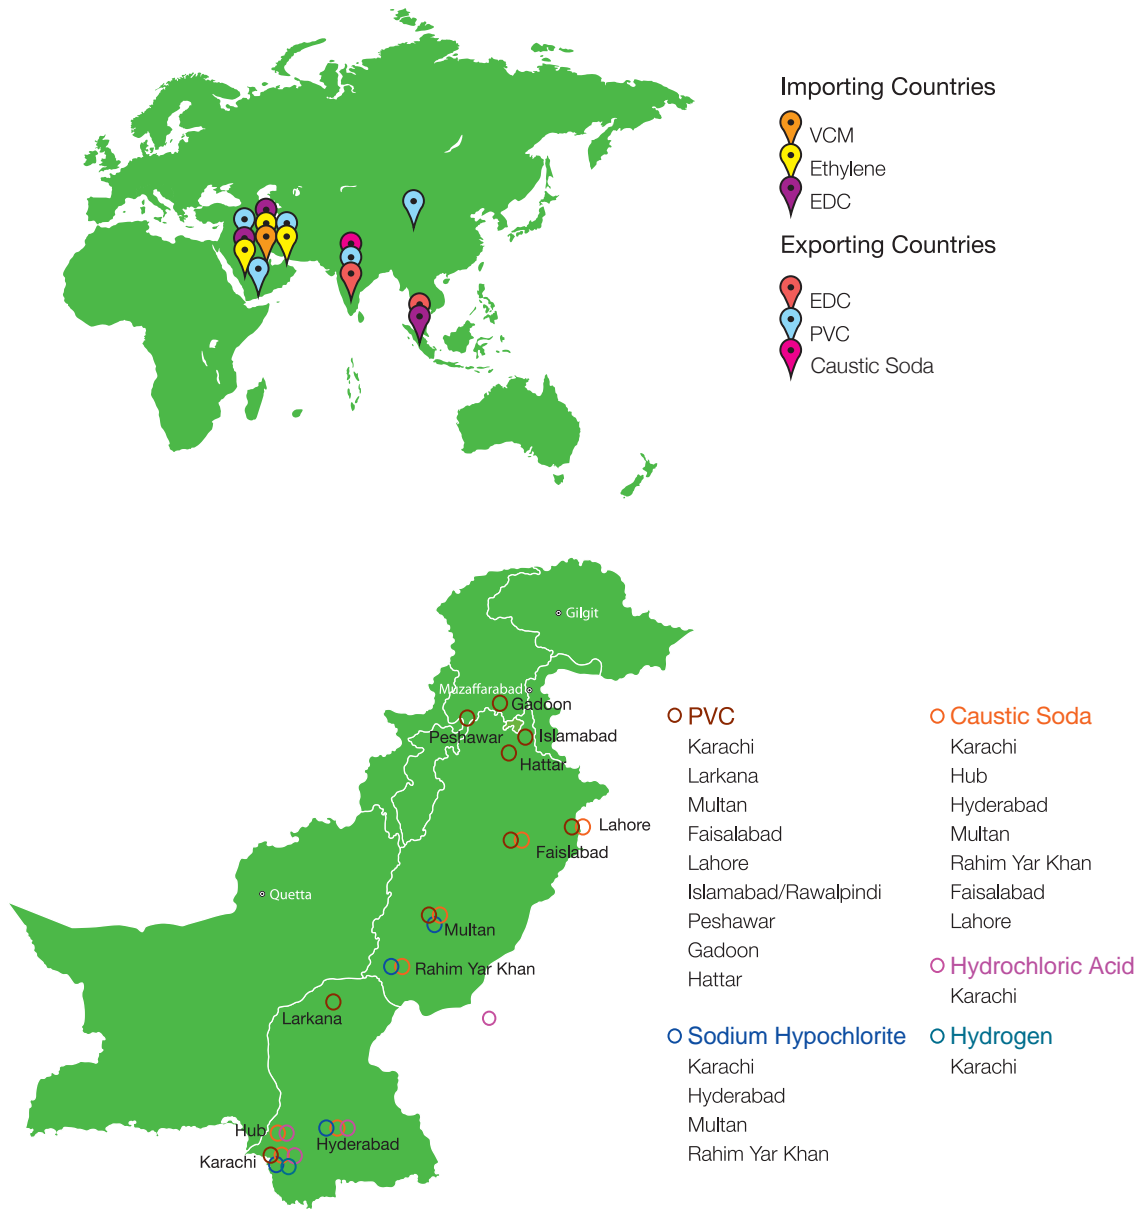 Importing Countries
VCM
Ethylene
EDC
Exporting Countries
EDC
PVC
Caustic Soda
Gilgit
Muzaffarabad
Gadoon
Peshawar
Islamabad
Hattar
Lahore
Faislabad
Quetta
Multan
Rahim Yar Khan
Larkana
Hub
Hyderabad
Karachi
PVC
Karachi
Larkana
Multan
Faisalabad
Lahore
Islamabad/Rawalpindi
Peshawar
Gadoon
Hattar
Sodium Hypochlorite
Karachi
Hyderabad
Multan
Rahim Yar Khan
Caustic Soda
Karachi
Hub
Hyderabad
Multan
Rahim Yar Khan
Faisalabad
Lahore
Hydrochloric Acid
Karachi
Hydrogen
Karachi